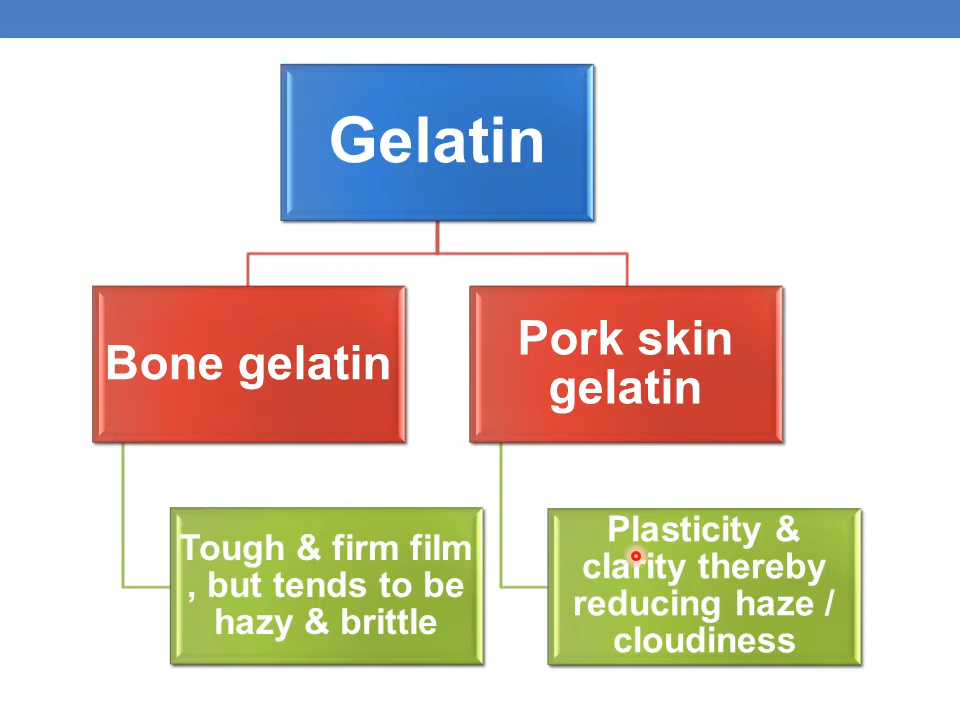 Gelatin
Bone gelatin
Pork skin
gelatin
Tough & firm film
, but tends to be
hazy & brittle
Plasticity &
clarity thereby
reducing haze /
cloudiness